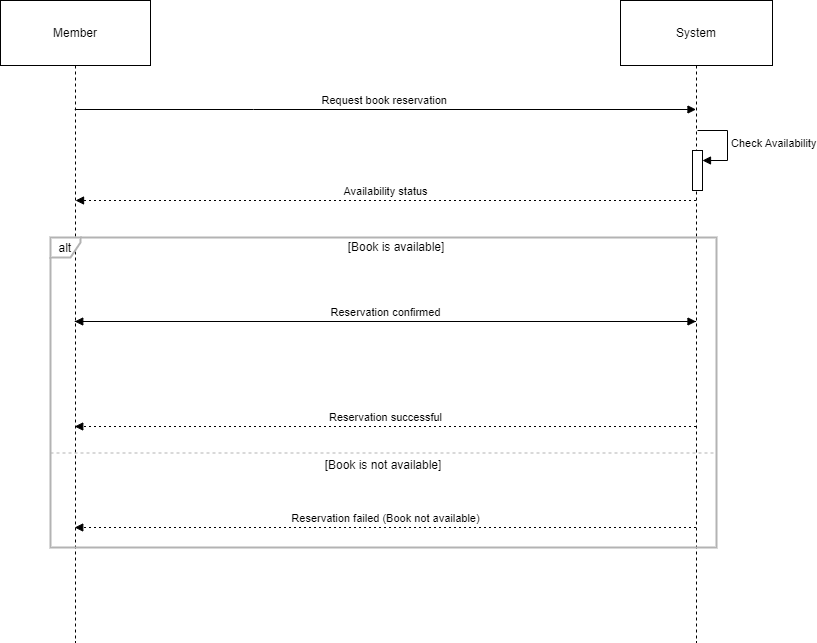 Member
System
Request book reservation
Check Availability
Availability status
alt
[Book is available]
Reservation confirmed
Reservation successful
[Book is not available]
Reservation failed (Book not available)